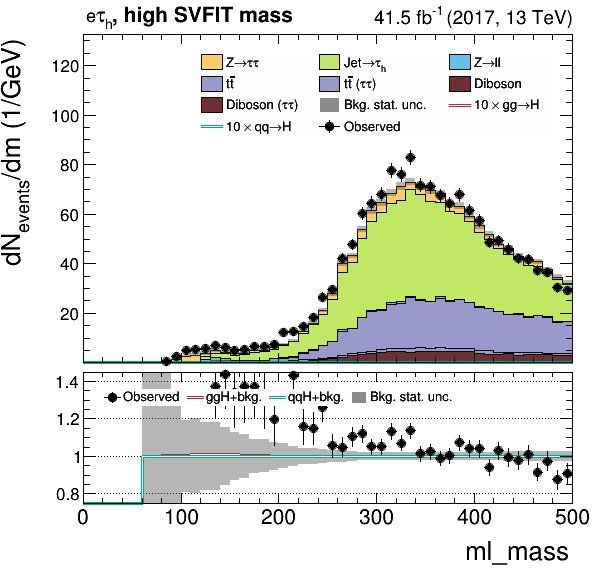 eτh, high SVFIT mass 41.5 fb⁻¹ (2017, 13 TeV)
dN_events/dm (1/GeV)
120
100
80
60
40
20
Z→ττ Jet→τh Z→ll
tt̄ tt̄ (ττ) Diboson
Diboson (ττ) Bkg. stat. unc. 10 × gg→H
10 × qq→H Observed
1.4
1.2
1.0
0.8
Observed ggH+bkg. qqH+bkg. Bkg. stat. unc.
0 100 200 300 400 500
ml_mass